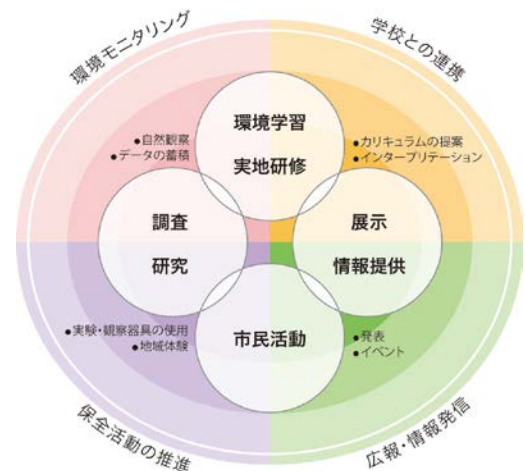 環境モニタリング
学校との連携
環境学習
実地研修
●自然観察
●データの蓄積
●カリキュラムの提案
●インタープリテーション
調査
研究
展示
情報提供
市民活動
●実験・観察器具の使用
●地域体験
●発表
●イベント
保全活動の推進
広報・情報発信